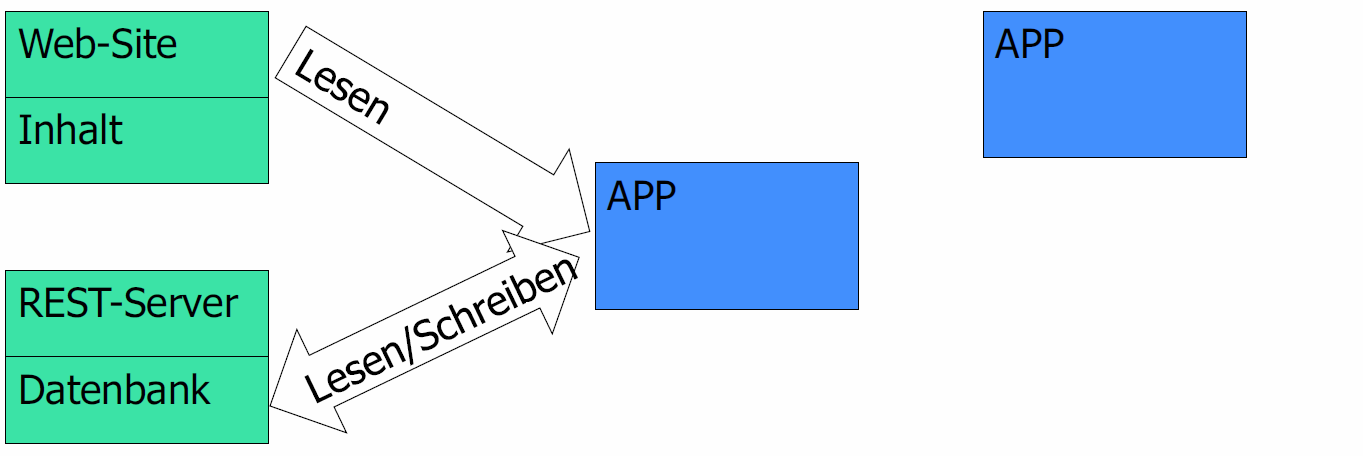 Web-Site
Inhalt
Lesen
APP
APP
REST-Server
Datenbank
Lesen/Schreiben